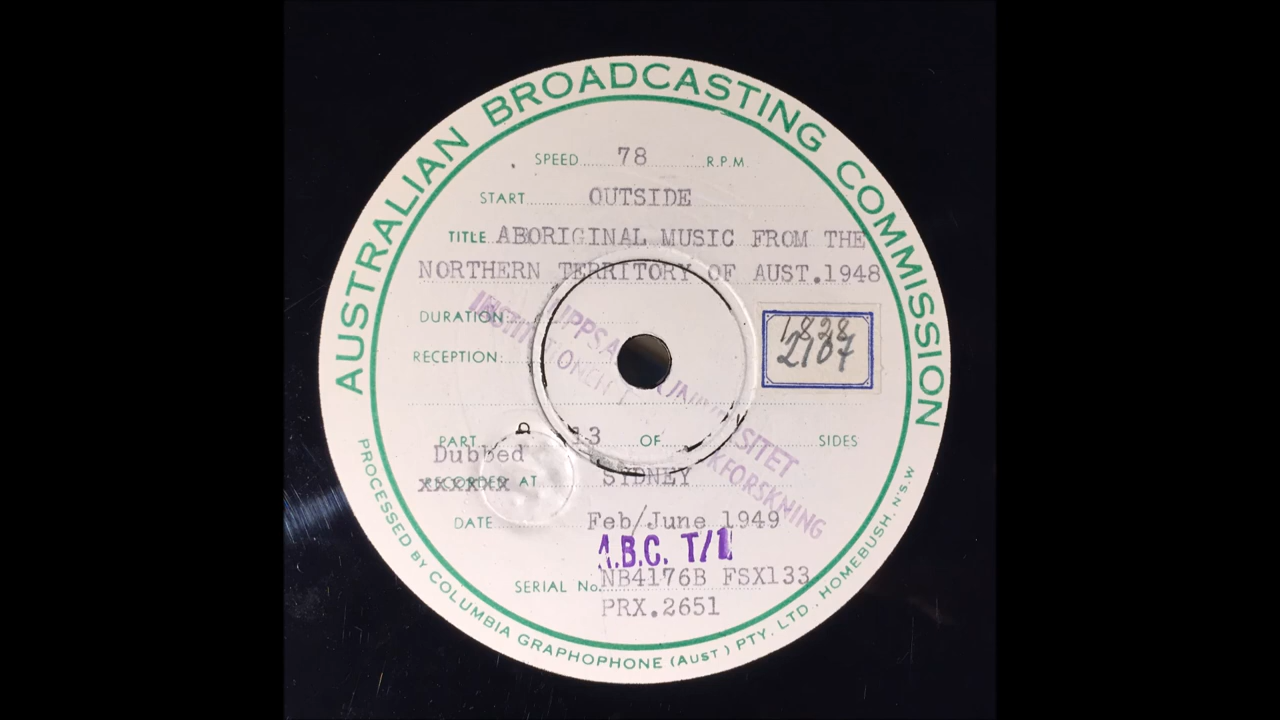 AUSTRALIAN BROADCASTING COMMISSION
SPEED 78 R.P.M.
START OUTSIDE
TITLE ABORIGINAL MUSIC FROM THE
NORTHERN TERRITORY OF AUST.1948
DURATION:
RECEPTION:
1828
2107
PART 13 OF SIDES
Dubbed
xxxxxxx AT SYDNEY
DATE Feb/June 1949
A.B.C. T/1
SERIAL No. NB4176B FSX133
PRX.2651
PROCESSED BY COLUMBIA GRAPHOPHONE (AUST) PTY. LTD. HOMEBUSH, N.S.W